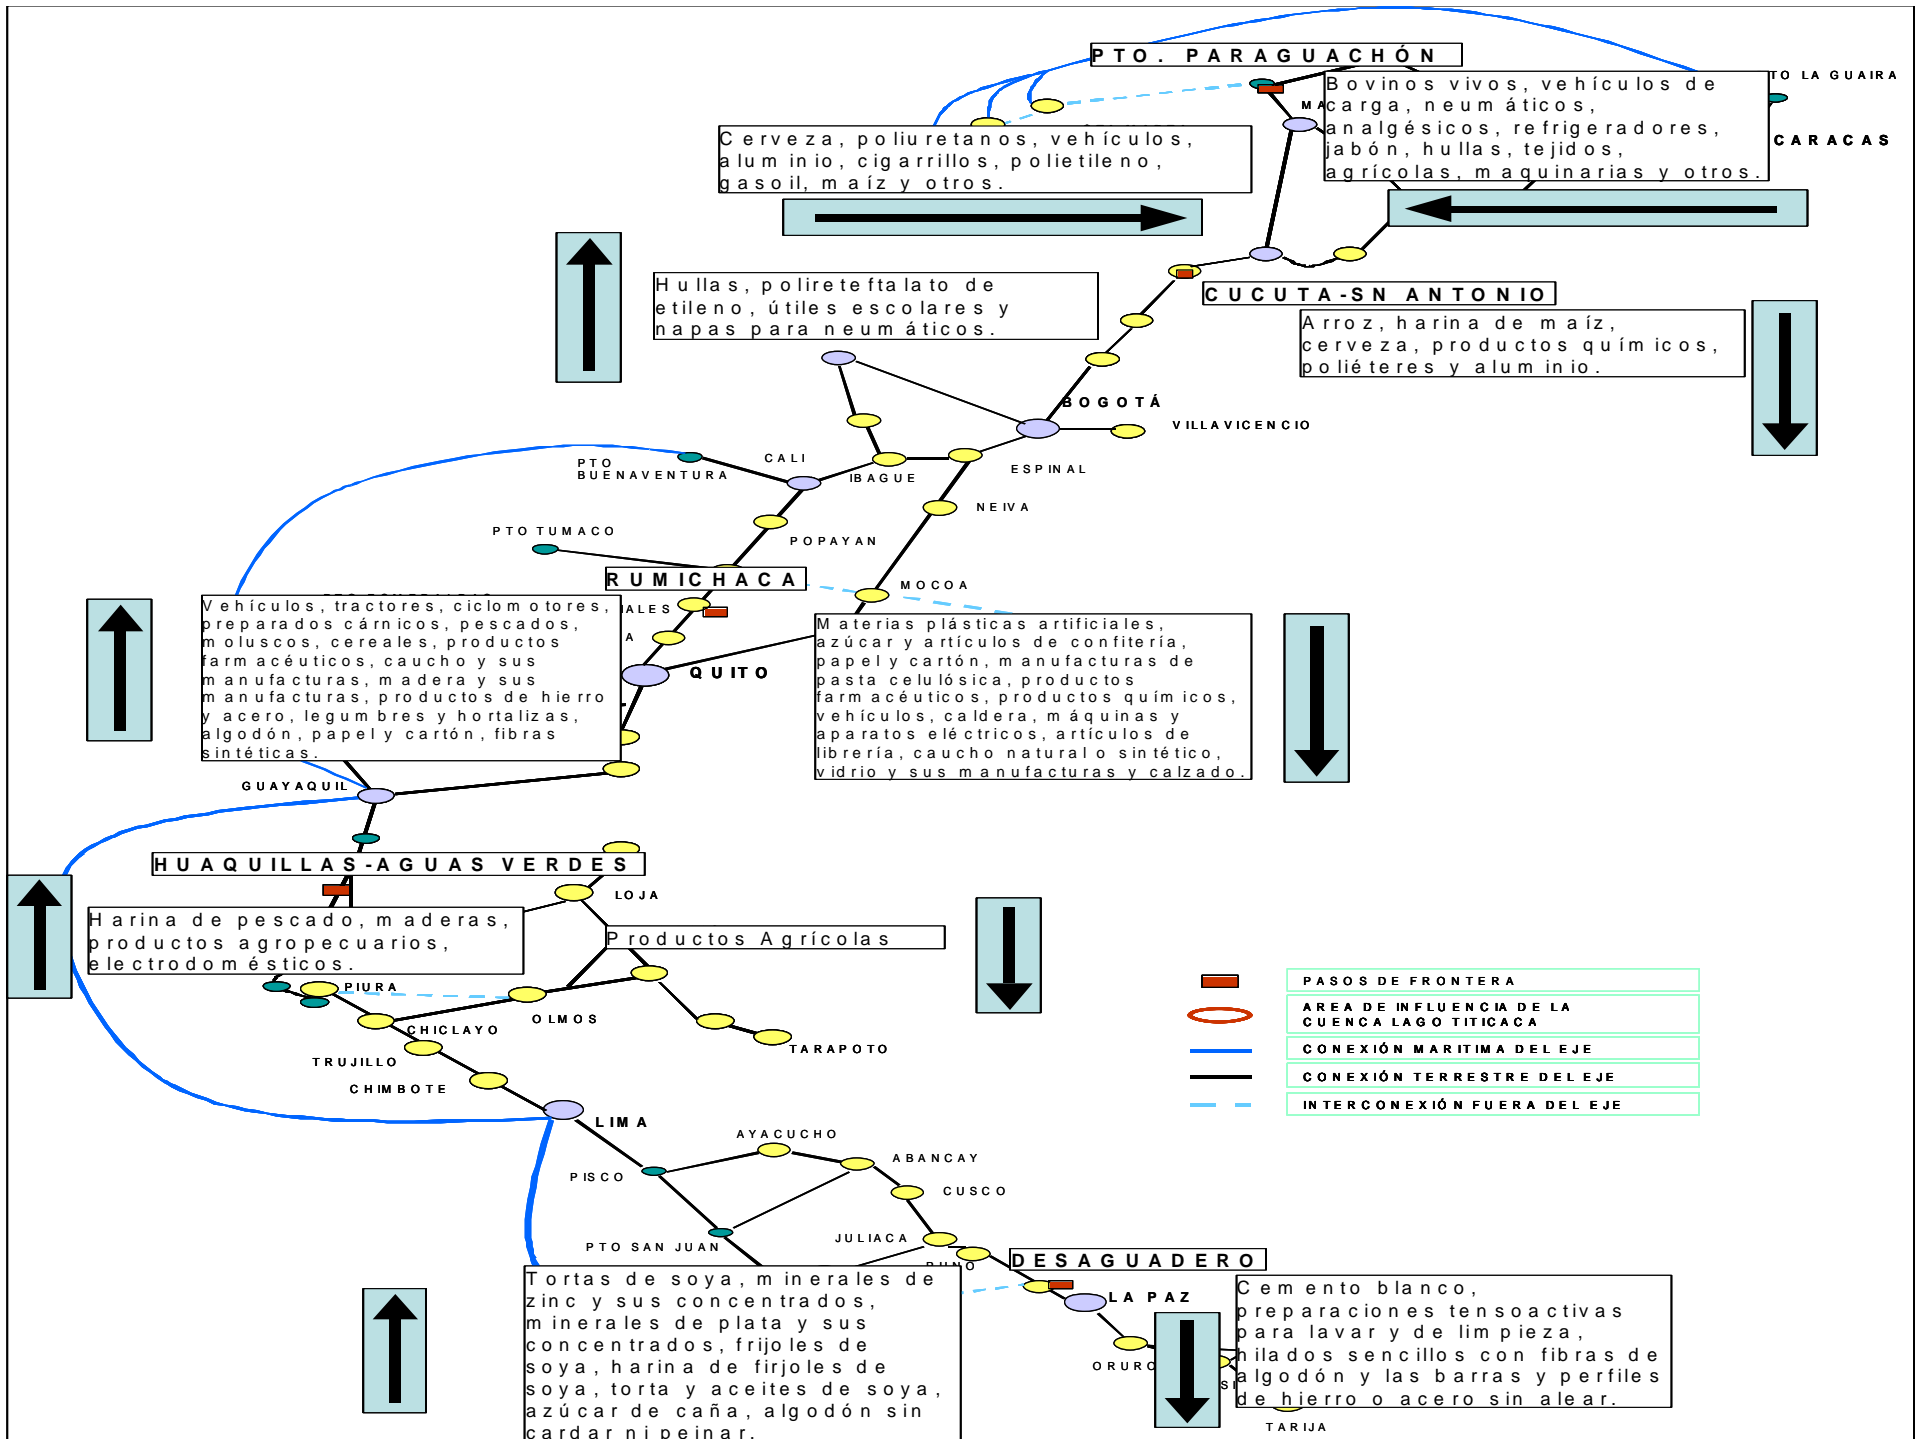 PTO. PARAGUACHÓN
TO LA GUAIRA
Bovinos vivos, vehículos de
carga, neumáticos,
analgésicos, refrigeradores,
jabón, hullas, tejidos,
agrícolas, maquinarias y otros.
MA
CARACAS
Cerveza, poliuretanos, vehículos,
aluminio, cigarrillos, polietileno,
gasoil, maíz y otros.
Hullas, polireteftalato de
etileno, útiles escolares y
napas para neumáticos.
CUCUTA-SN ANTONIO
Arroz, harina de maíz,
cerveza, productos químicos,
poliéteres y aluminio.
BOGOTÁ
VILLAVICENCIO
PTO
BUENAVENTURA
CALI
IBAGUE
ESPINAL
NEIVA
PTO TUMACO
POPAYAN
RUMICHACA
MOCOA
IALES
A
Vehículos, tractores, ciclomotores,
preparados cárnicos, pescados,
moluscos, cereales, productos
farmacéuticos, caucho y sus
manufacturas, madera y sus
manufacturas, productos de hierro
y acero, legumbres y hortalizas,
algodón, papel y cartón, fibras
sintéticas.
QUITO
Materias plásticas artificiales,
azúcar y artículos de confitería,
papel y cartón, manufacturas de
pasta celulósica, productos
farmacéuticos, productos químicos,
vehículos, caldera, máquinas y
aparatos eléctricos, artículos de
librería, caucho natural o sintético,
vidrio y sus manufacturas y calzado.
GUAYAQUIL
HUAQUILLAS-AGUAS VERDES
LOJA
Harina de pescado, maderas,
productos agropecuarios,
electrodomésticos.
Productos Agrícolas
PIURA
OLMOS
CHICLAYO
TARAPOTO
TRUJILLO
CHIMBOTE
LIMA
PASOS DE FRONTERA
AREA DE INFLUENCIA DE LA
CUENCA LAGO TITICACA
CONEXIÓN MARITIMA DEL EJE
CONEXIÓN TERRESTRE DEL EJE
INTERCONEXIÓN FUERA DEL EJE
AYACUCHO
ABANCAY
PISCO
CUSCO
JULIACA
PTO SAN JUAN
PUNO
DESAGUADERO
LA PAZ
Tortas de soya, minerales de
zinc y sus concentrados,
minerales de plata y sus
concentrados, frijoles de
soya, harina de firjoles de
soya, torta y aceites de soya,
azúcar de caña, algodón sin
cardar ni peinar.
Cemento blanco,
preparaciones tensoactivas
para lavar y de limpieza,
hilados sencillos con fibras de
algodón y las barras y perfiles
de hierro o acero sin alear.
ORURO
SI
TARIJA